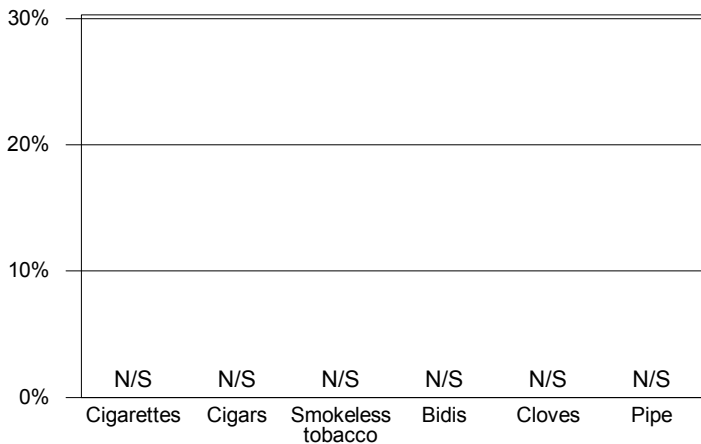 30%
20%
10%
0%
N/S N/S N/S N/S N/S N/S
Cigarettes Cigars Smokeless tobacco Bidis Cloves Pipe